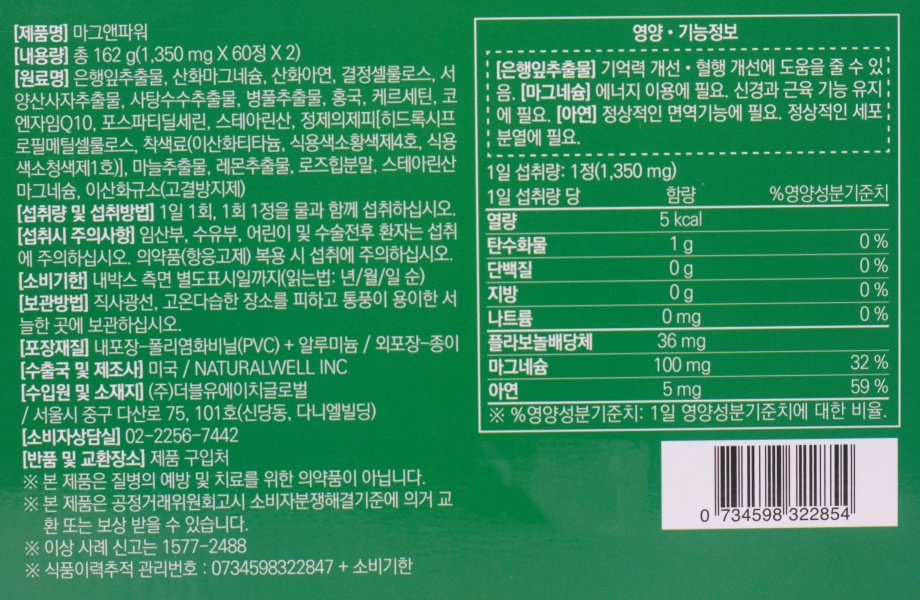 [제품명] 마그앤파워
[내용량] 총 162 g(1,350 mg X 60정 X 2)
[원료명] 은행잎추출물, 산화마그네슘, 산화아연, 결정셀룰로스, 서
양산사자추출물, 사탕수수추출물, 병풀추출물, 홍국, 케르세틴, 코
엔자임Q10, 포스파티딜세린, 스테아린산, 정제의제피[히드록시프
로필메틸셀룰로스, 착색료(이산화티타늄, 식용색소황색제4호, 식용
색소청색제1호)], 마늘추출물, 레몬추출물, 로즈힙분말, 스테아린산
마그네슘, 이산화규소(고결방지제)
[섭취량 및 섭취방법] 1일 1회, 1회 1정을 물과 함께 섭취하십시오.
[섭취시 주의사항] 임산부, 수유부, 어린이 및 수술전후 환자는 섭취
에 주의하십시오. 의약품(항응고제) 복용 시 섭취에 주의하십시오.
[소비기한] 내박스 측면 별도표시일까지(읽는법: 년/월/일 순)
[보관방법] 직사광선, 고온다습한 장소를 피하고 통풍이 용이한 서
늘한 곳에 보관하십시오.
[포장재질] 내포장-폴리염화비닐(PVC) + 알루미늄 / 외포장-종이
[수출국 및 제조사] 미국 / NATURALWELL INC
[수입원 및 소재지] (주)더블유에이치글로벌
/ 서울시 중구 다산로 75, 101호(신당동, 다니엘빌딩)
[소비자상담실] 02-2256-7442
[반품 및 교환장소] 제품 구입처
※ 본 제품은 질병의 예방 및 치료를 위한 의약품이 아닙니다.
※ 본 제품은 공정거래위원회고시 소비자분쟁해결기준에 의거 교
환 또는 보상 받을 수 있습니다.
※ 이상 사례 신고는 1577-2488
※ 식품이력추적 관리번호 : 0734598322847 + 소비기한
영양 • 기능정보
[은행잎추출물] 기억력 개선 • 혈행 개선에 도움을 줄 수 있
음. [마그네슘] 에너지 이용에 필요. 신경과 근육 기능 유지
에 필요. [아연] 정상적인 면역기능에 필요. 정상적인 세포
분열에 필요.
1일 섭취량: 1정(1,350 mg)
1일 섭취량 당 함량 %영양성분기준치
열량 5 kcal
탄수화물 1 g 0 %
단백질 0 g 0 %
지방 0 g 0 %
나트륨 0 mg 0 %
플라보놀배당체 36 mg
마그네슘 100 mg 32 %
아연 5 mg 59 %
※ %영양성분기준치: 1일 영양성분기준치에 대한 비율.
0 734598 322854